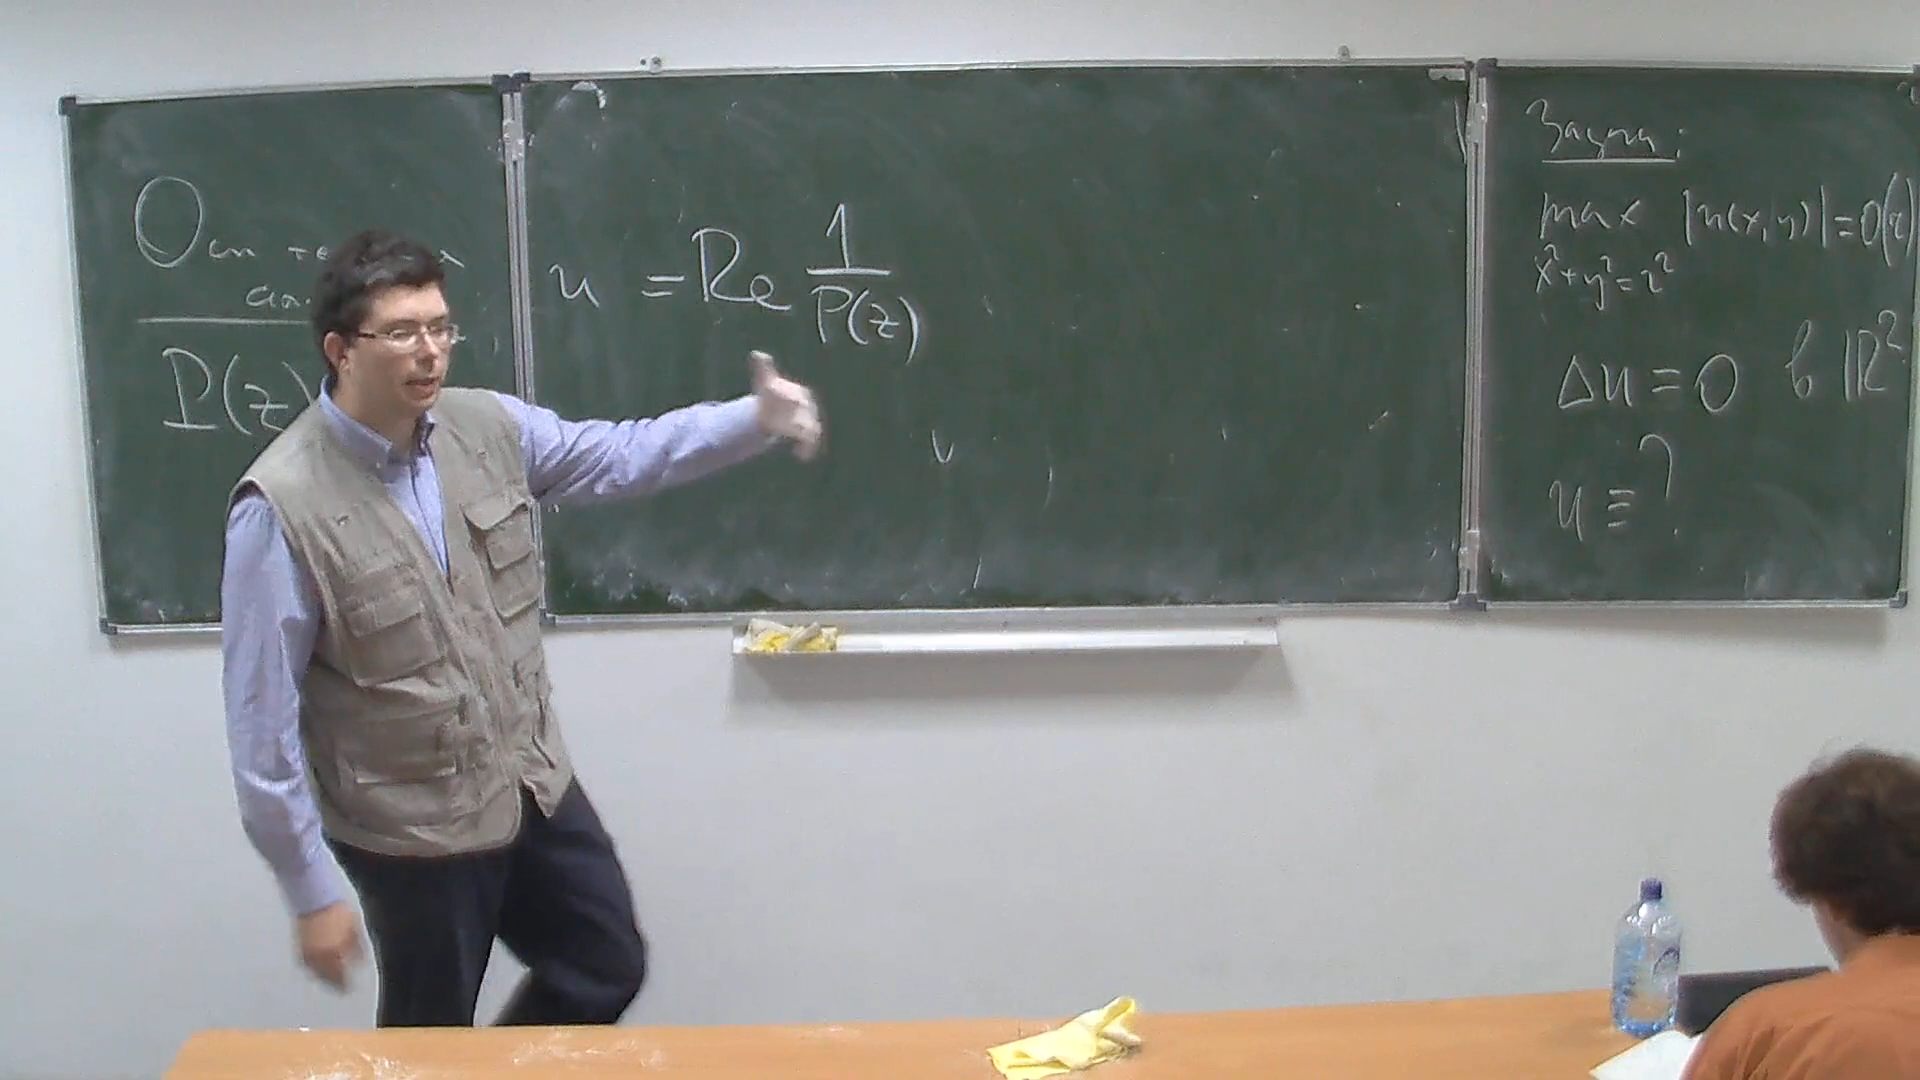 P(z)
u = Re 1/P(z)
Задача:
max |u(x,y)| = o(r)
x²+y²=r²
Δu = 0 в ℝ²
u ≡ ?